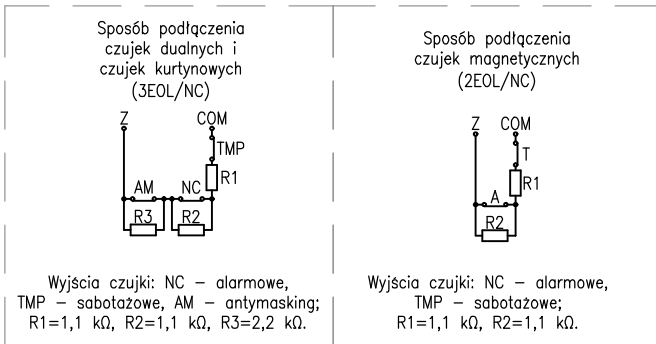 Sposób podłączenia
czujek dualnych i
czujek kurtynowych
(3EOL/NC)
Z COM
TMP
R1
AM NC
R3 R2
Wyjścia czujki: NC – alarmowe,
TMP – sabotażowe, AM – antymasking;
R1=1,1 kΩ, R2=1,1 kΩ, R3=2,2 kΩ.
Sposób podłączenia
czujek magnetycznych
(2EOL/NC)
Z COM
T
R1
A
R2
Wyjścia czujki: NC – alarmowe,
TMP – sabotażowe;
R1=1,1 kΩ, R2=1,1 kΩ.